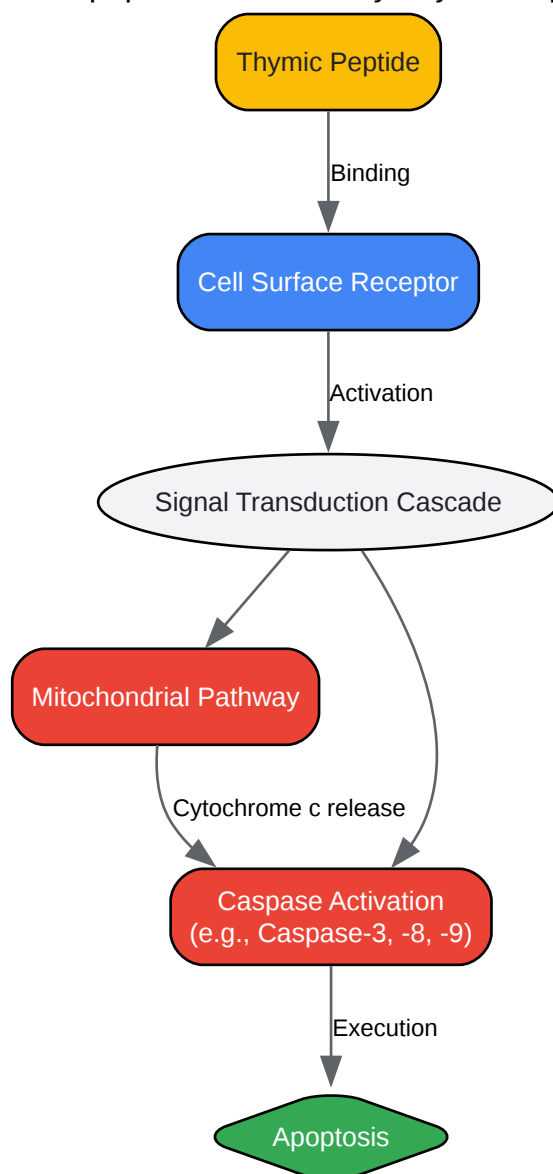 Thymic Peptide
Binding
Cell Surface Receptor
Activation
Signal Transduction Cascade
Mitochondrial Pathway
Cytochrome c release
Caspase Activation
(e.g., Caspase-3, -8, -9)
Execution
Apoptosis